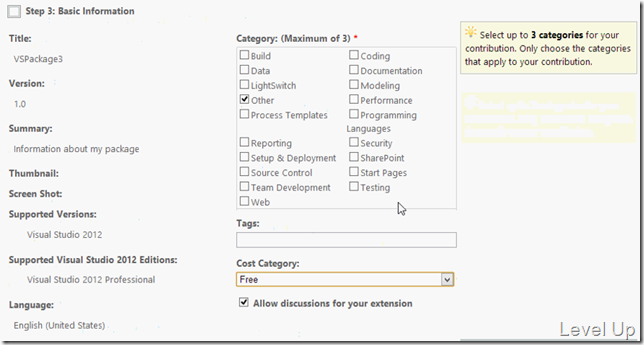 Step 3: Basic Information
Title:
VSPackage3
Version:
1.0
Summary:
Information about my package
Thumbnail:
Screen Shot:
Supported Versions:
Visual Studio 2012
Supported Visual Studio 2012 Editions:
Visual Studio 2012 Professional
Language:
English (United States)
Category: (Maximum of 3) *
Build
Coding
Data
Documentation
LightSwitch
Modeling
Other
Performance
Process Templates
Programming
Languages
Reporting
Security
Setup & Deployment
SharePoint
Source Control
Start Pages
Team Development
Testing
Web
Tags:
Cost Category:
Free
Allow discussions for your extension
Select up to 3 categories for your
contribution. Only choose the categories
that apply to your contribution.
Level Up